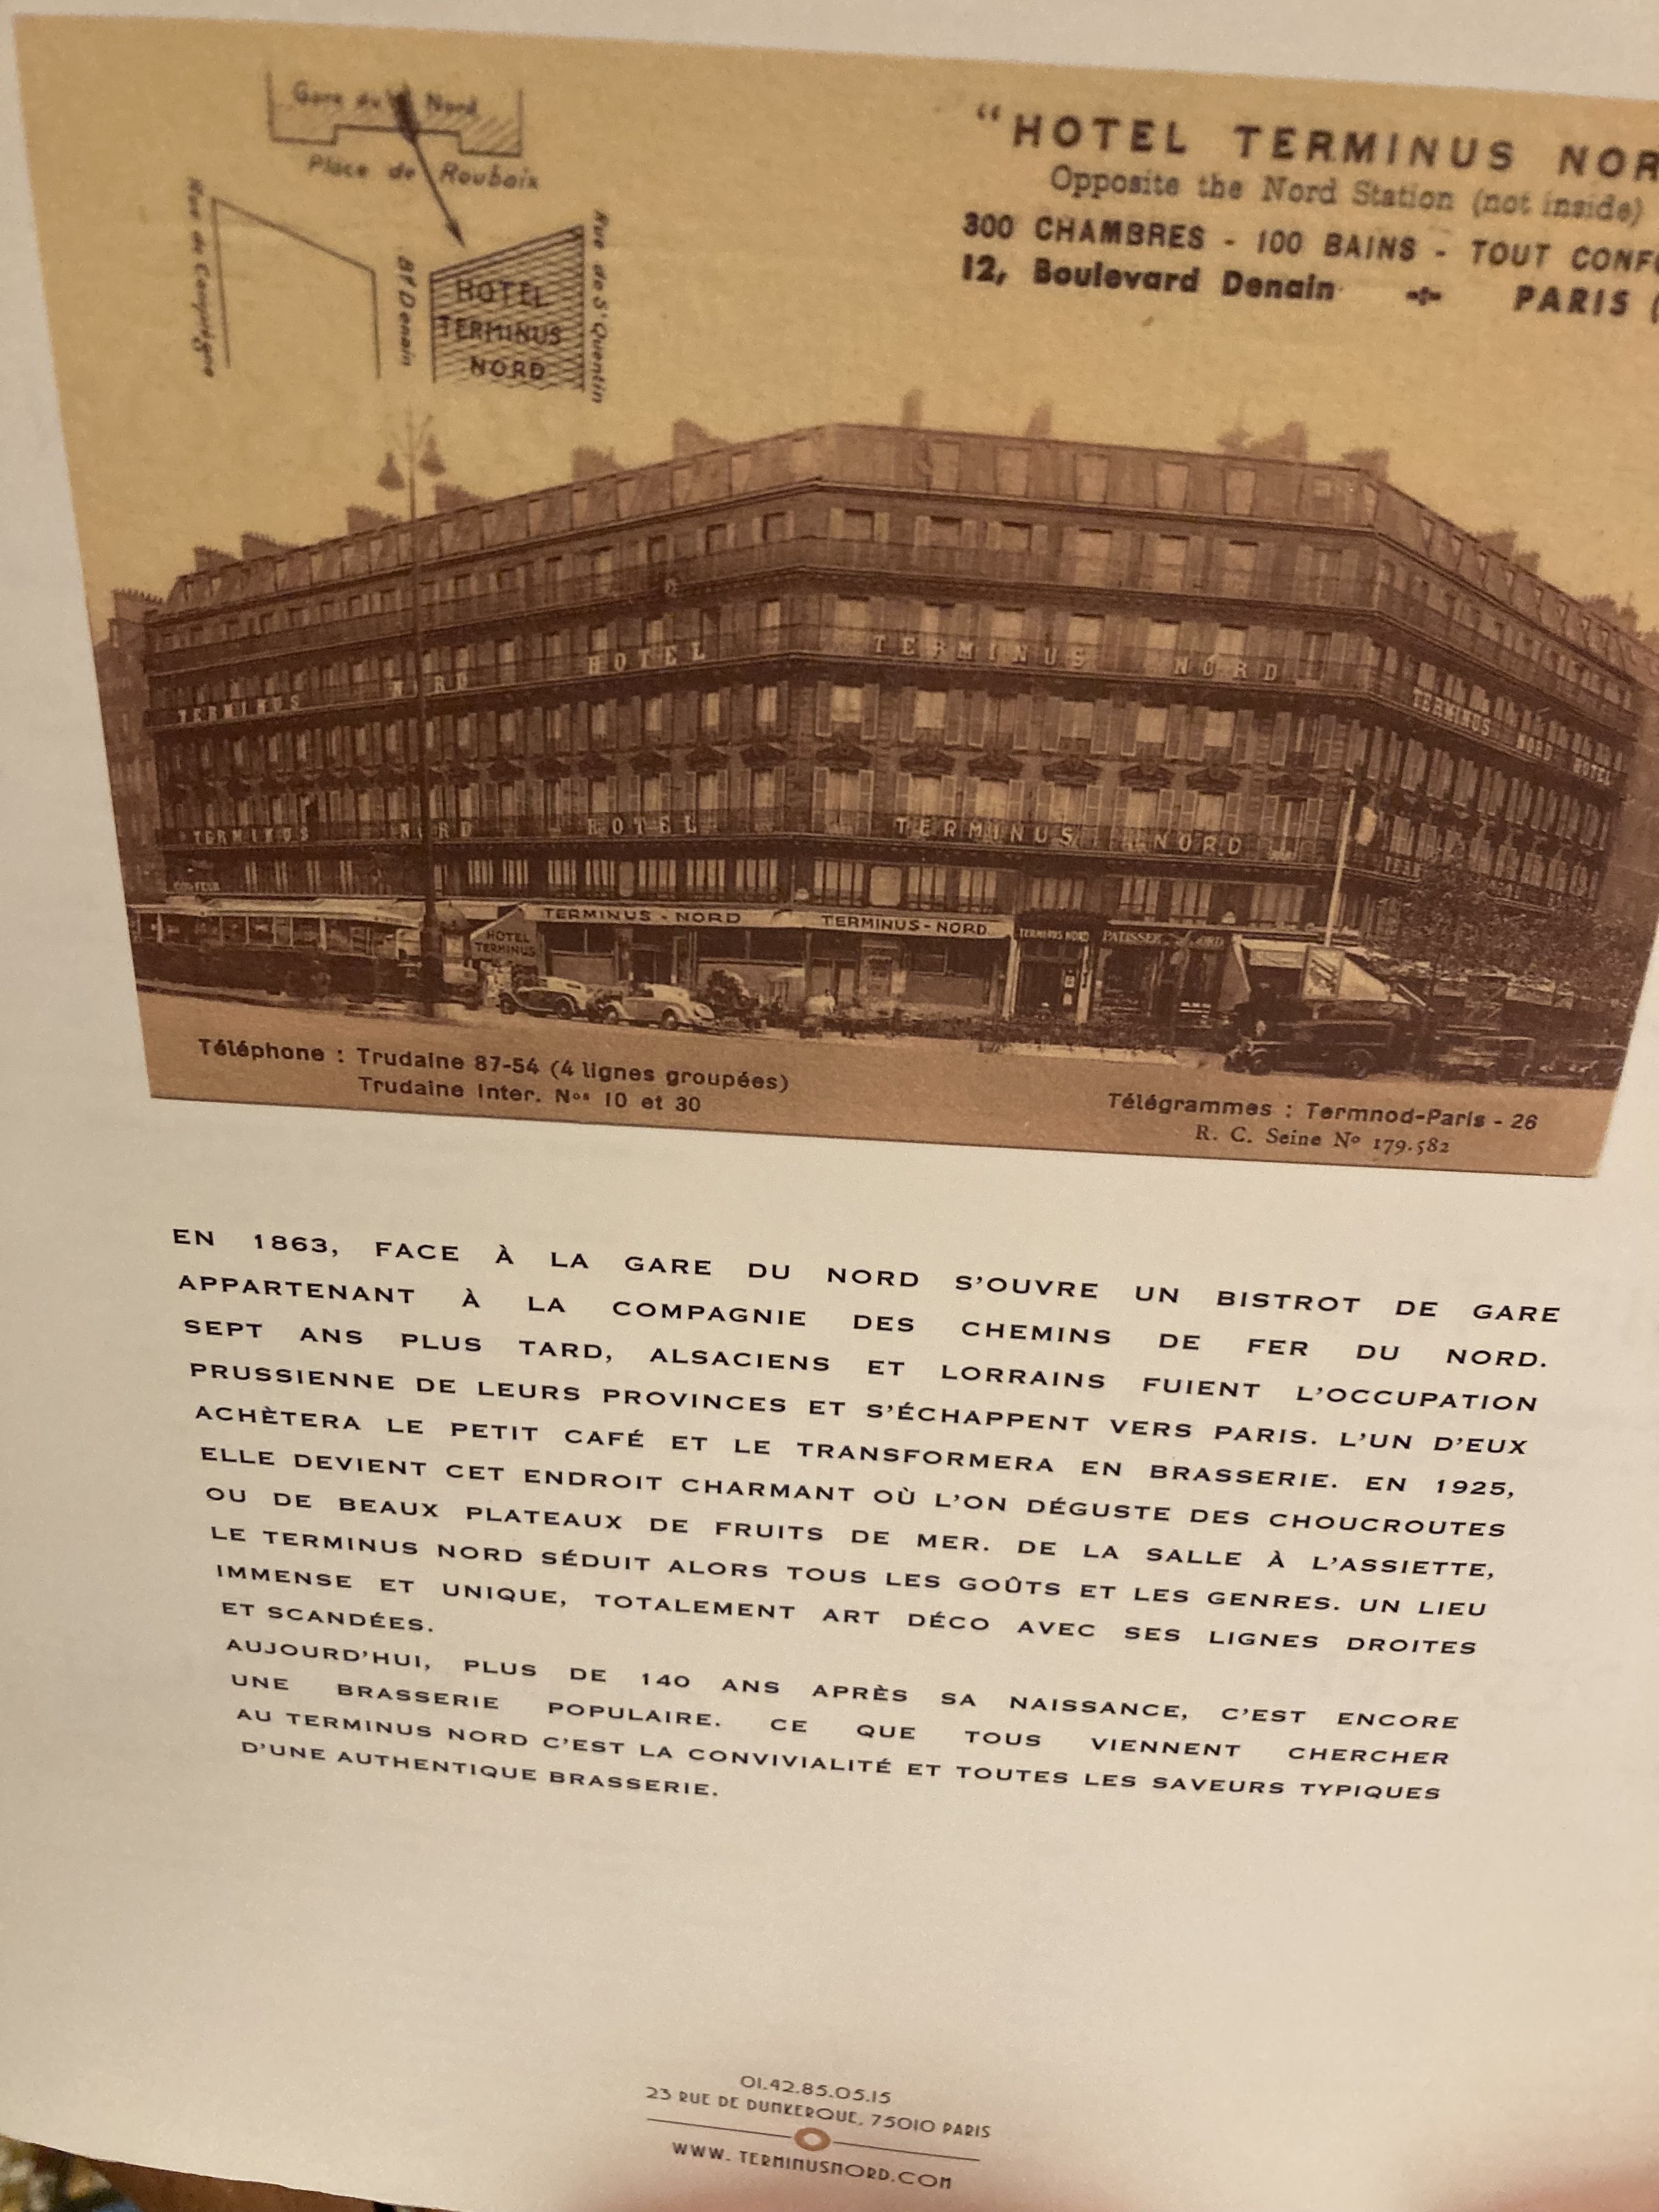 Gare du Nord
Place de Roubaix
Rue de Compiègne
Bd Denain
Rue de St Quentin
HOTEL
TERMINUS
NORD
"HOTEL TERMINUS NOR
Opposite the Nord Station (not inside)
300 CHAMBRES - 100 BAINS - TOUT CONF
12, Boulevard Denain PARIS (
TERMINUS NORD HOTEL TERMINUS NORD TERMINUS NORD HOTEL
TERMINUS NORD HOTEL TERMINUS NORD
TERMINUS-NORD TERMINUS-NORD TERMINUS NORD
HOTEL
TERMINUS
Téléphone : Trudaine 87-54 (4 lignes groupées)
Trudaine Inter. Nos 10 et 30
Télégrammes : Termnod-Paris - 26
R. C. Seine No 179.582
EN 1863, FACE À LA GARE DU NORD S'OUVRE UN BISTROT DE GARE
APPARTENANT À LA COMPAGNIE DES CHEMINS DE FER DU NORD.
SEPT ANS PLUS TARD, ALSACIENS ET LORRAINS FUIENT L'OCCUPATION
PRUSSIENNE DE LEURS PROVINCES ET S'ÉCHAPPENT VERS PARIS. L'UN D'EUX
ACHÈTERA LE PETIT CAFÉ ET LE TRANSFORMERA EN BRASSERIE. EN 1925,
ELLE DEVIENT CET ENDROIT CHARMANT OÙ L'ON DÉGUSTE DES CHOUCROUTES
OU DE BEAUX PLATEAUX DE FRUITS DE MER. DE LA SALLE À L'ASSIETTE,
LE TERMINUS NORD SÉDUIT ALORS TOUS LES GOÛTS ET LES GENRES. UN LIEU
IMMENSE ET UNIQUE, TOTALEMENT ART DÉCO AVEC SES LIGNES DROITES
ET SCANDÉES.
AUJOURD'HUI, PLUS DE 140 ANS APRÈS SA NAISSANCE, C'EST ENCORE
UNE BRASSERIE POPULAIRE. CE QUE TOUS VIENNENT CHERCHER
AU TERMINUS NORD C'EST LA CONVIVIALITÉ ET TOUTES LES SAVEURS TYPIQUES
D'UNE AUTHENTIQUE BRASSERIE.
01.42.85.05.15
23 RUE DE DUNKERQUE, 75010 PARIS
WWW. TERMINUSNORD.COM